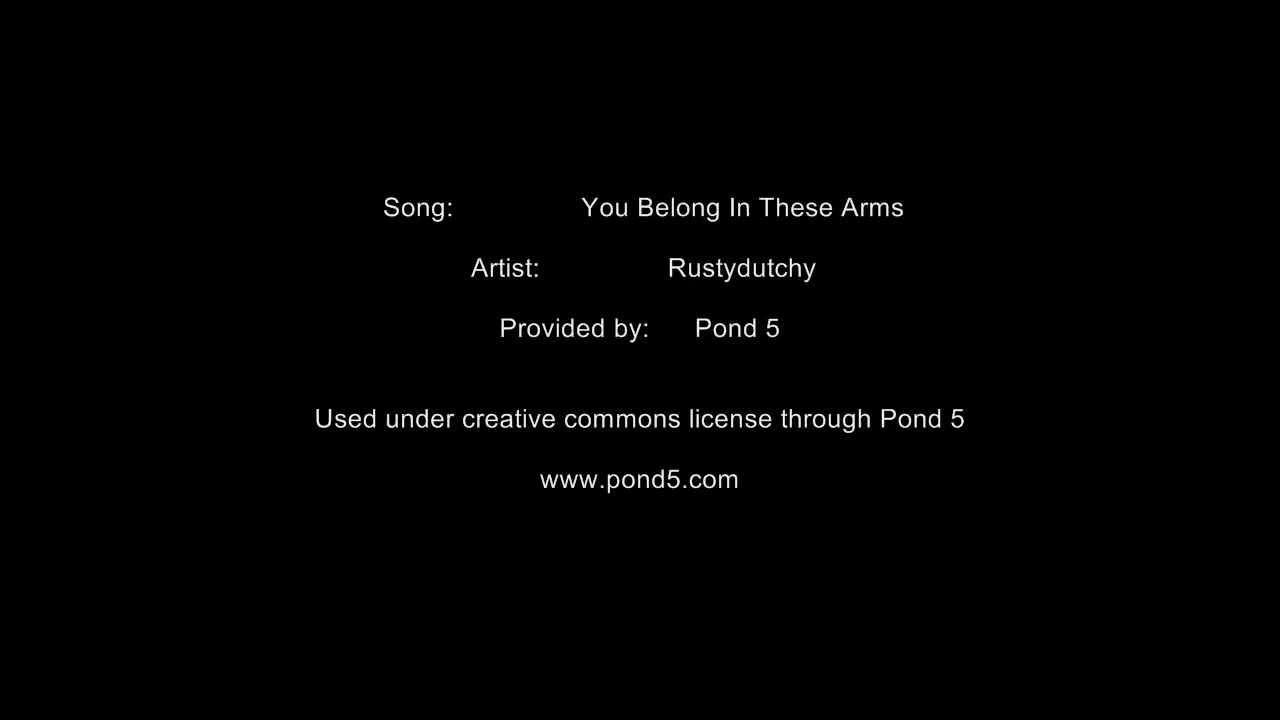 Song: You Belong In These Arms
Artist: Rustydutchy
Provided by: Pond 5
Used under creative commons license through Pond 5
www.pond5.com